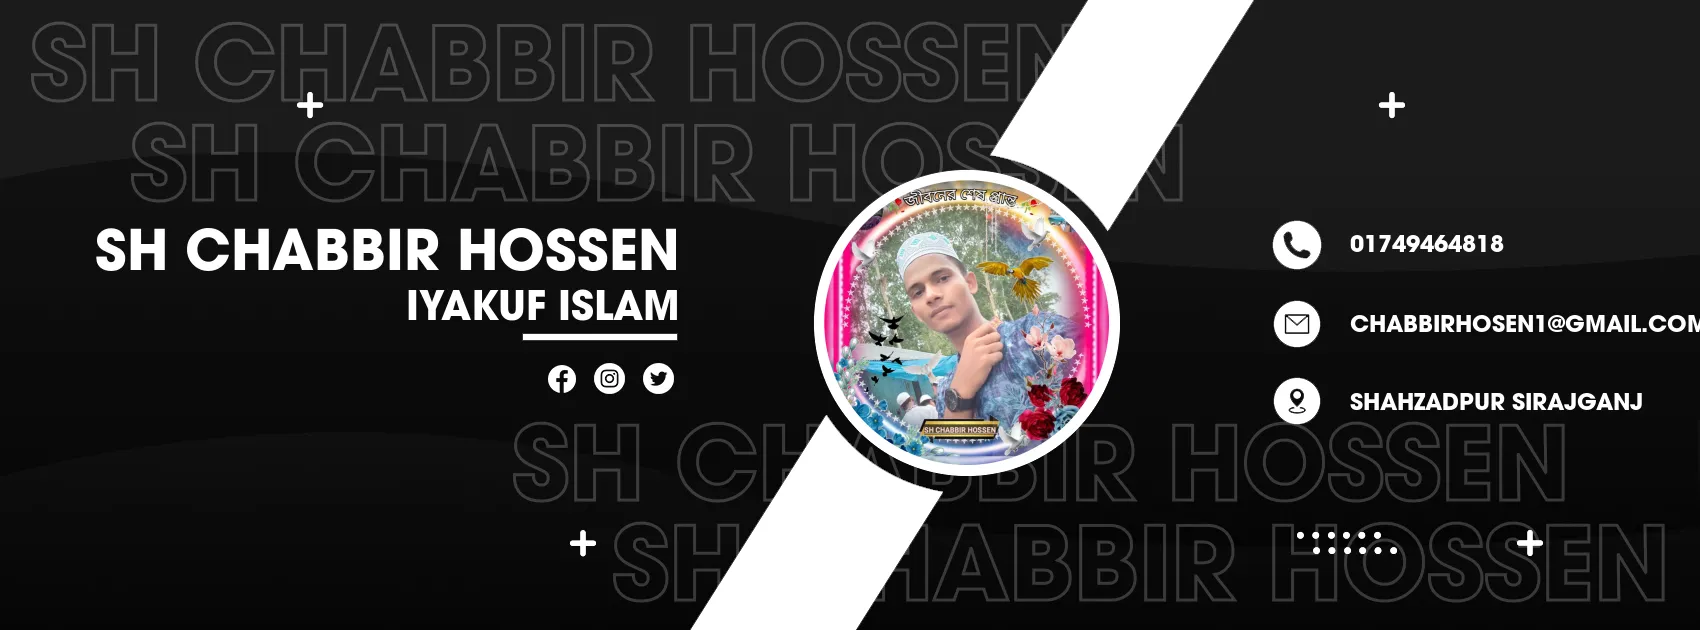 SH CHABBIR HOSSEN
SH CHABBIR HOSSEN
SH CHABBIR HOSSEN
IYAKUF ISLAM
জীবনের শেষ প্রান্ত
SH CHABBIR HOSSEN
01749464818
CHABBIRHOSEN1@GMAIL.COM
SHAHZADPUR SIRAJGANJ
SH CHABBIR HOSSEN
SH CHABBIR HOSSEN